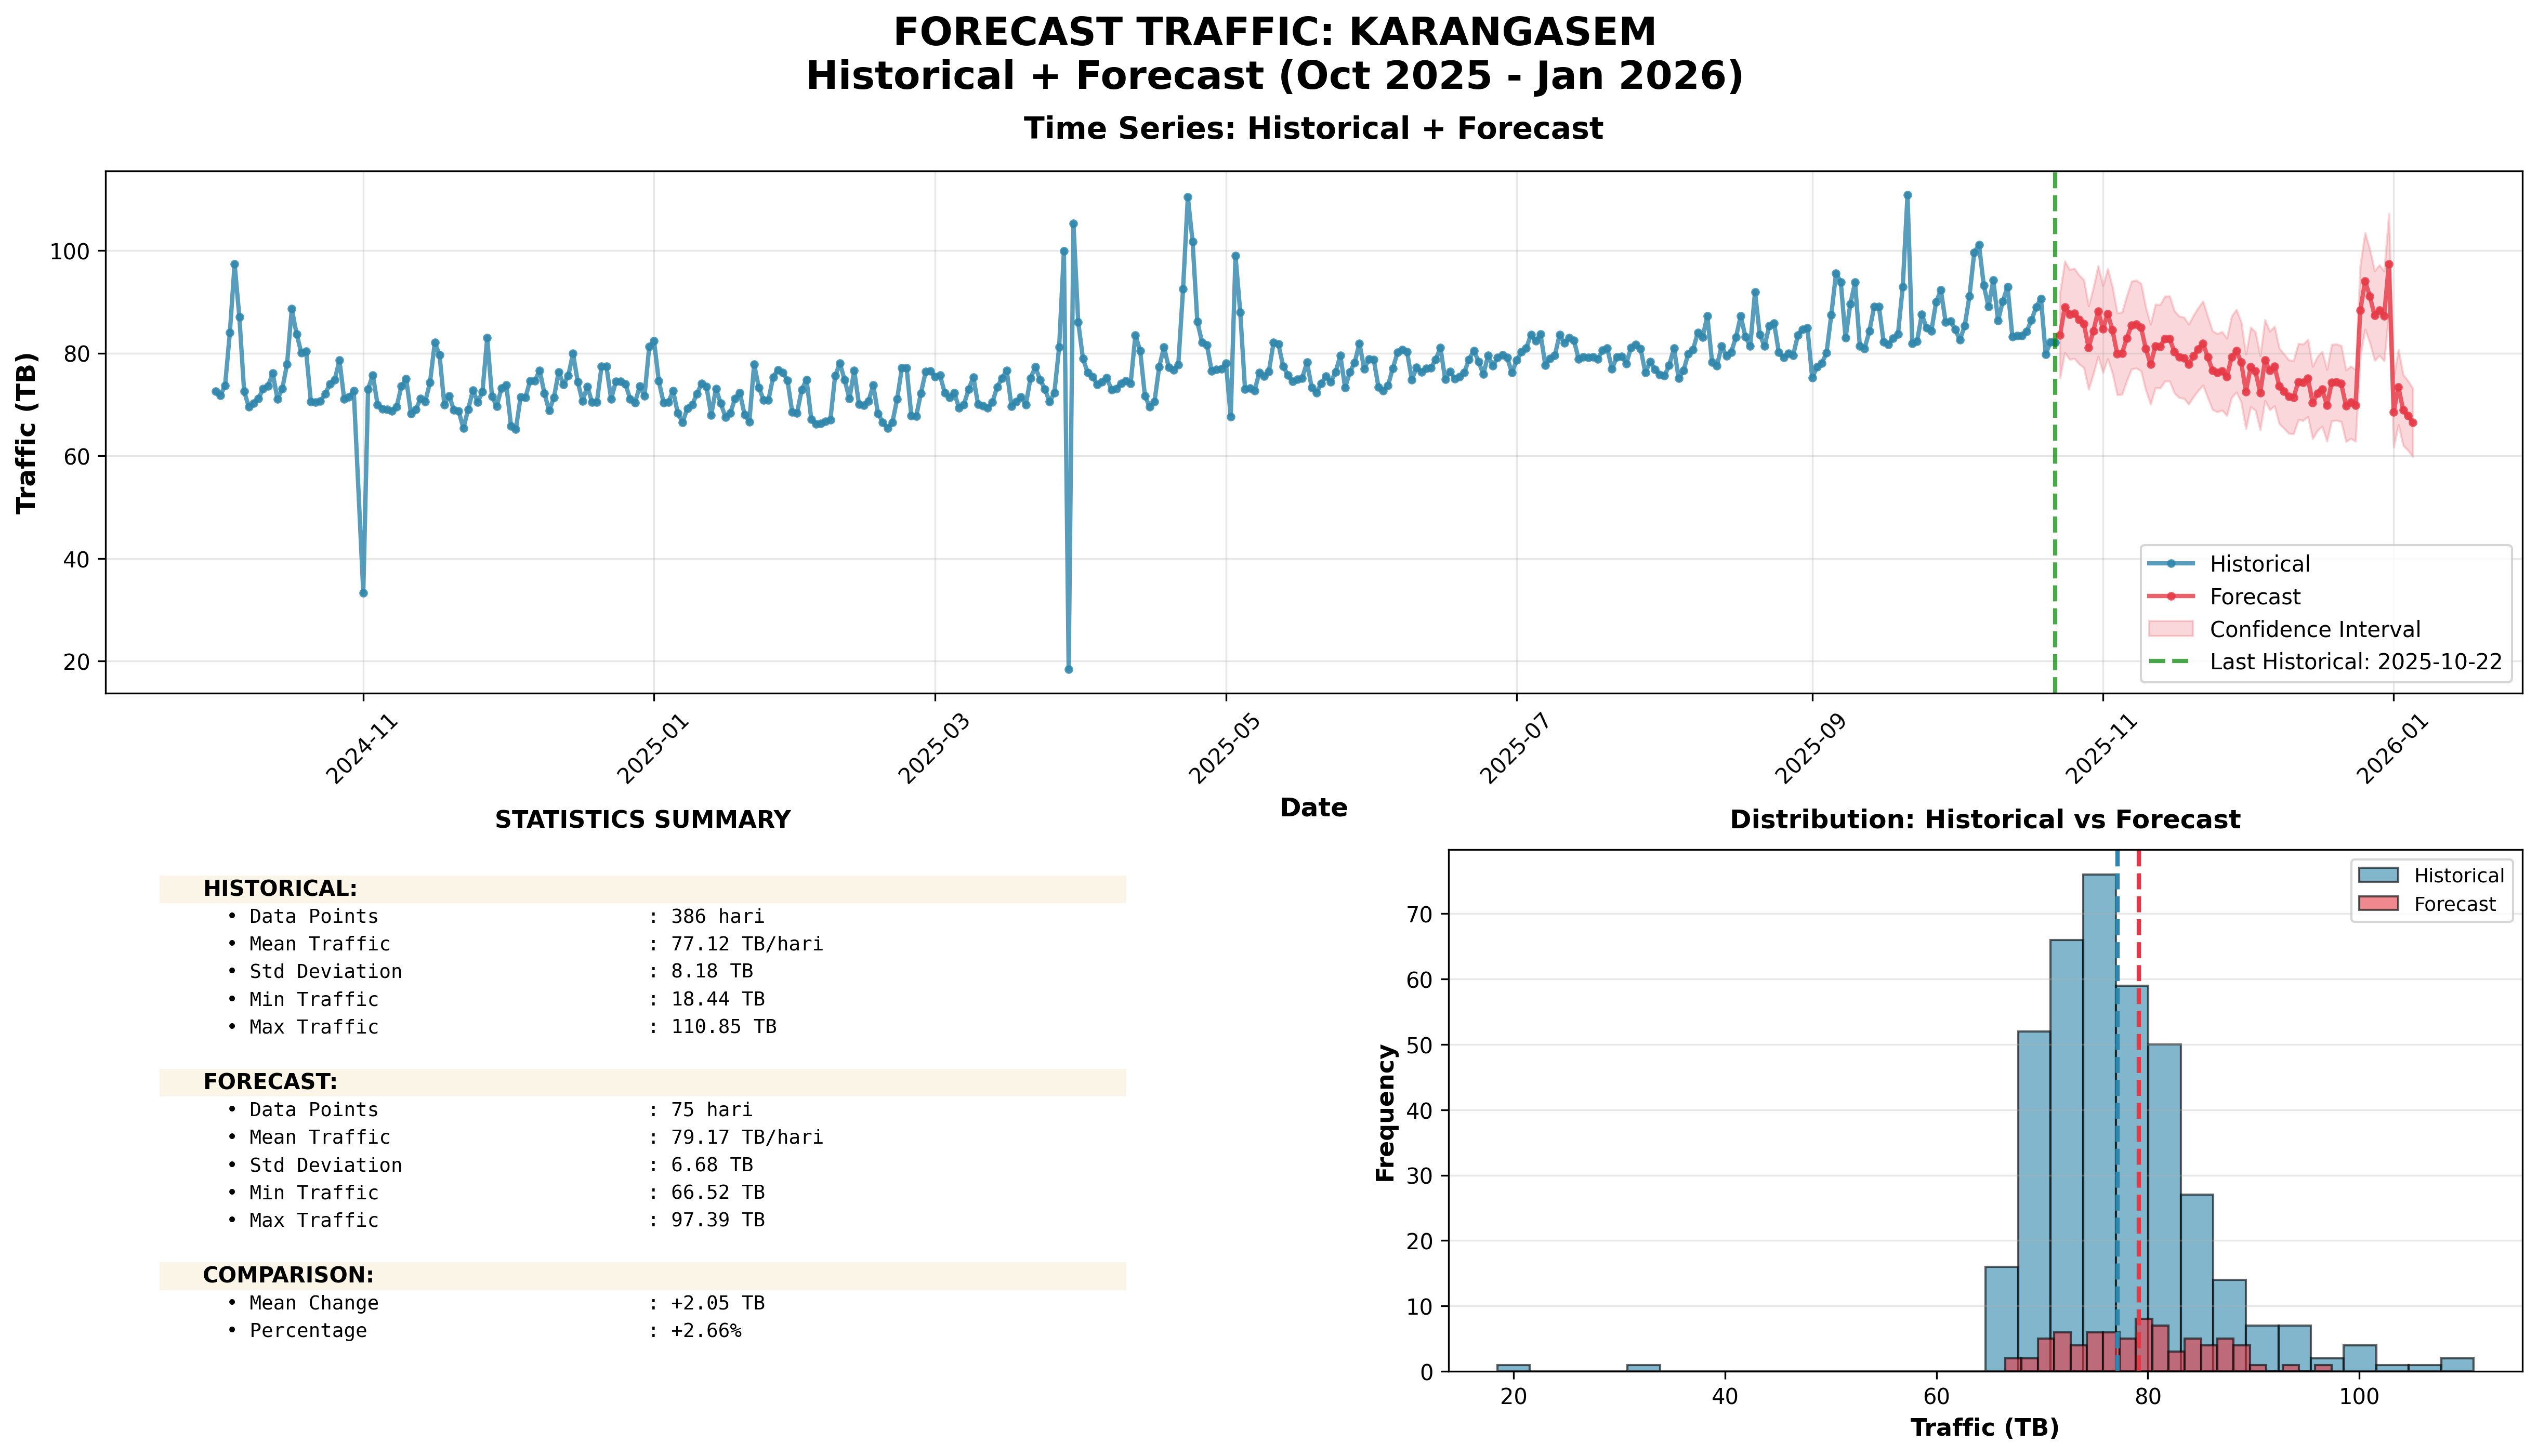 FORECAST TRAFFIC: KARANGASEM
Historical + Forecast (Oct 2025 - Jan 2026)
Time Series: Historical + Forecast
Traffic (TB)
100
80
60
40
20
Historical
Forecast
Confidence Interval
Last Historical: 2025-10-22
2024-11
2025-01
2025-03
2025-05
2025-07
2025-09
2025-11
2026-01
Date
STATISTICS SUMMARY
HISTORICAL:
• Data Points : 386 hari
• Mean Traffic : 77.12 TB/hari
• Std Deviation : 8.18 TB
• Min Traffic : 18.44 TB
• Max Traffic : 110.85 TB
FORECAST:
• Data Points : 75 hari
• Mean Traffic : 79.17 TB/hari
• Std Deviation : 6.68 TB
• Min Traffic : 66.52 TB
• Max Traffic : 97.39 TB
COMPARISON:
• Mean Change : +2.05 TB
• Percentage : +2.66%
Distribution: Historical vs Forecast
Frequency
70
60
50
40
30
20
10
0
Historical
Forecast
20
40
60
80
100
Traffic (TB)